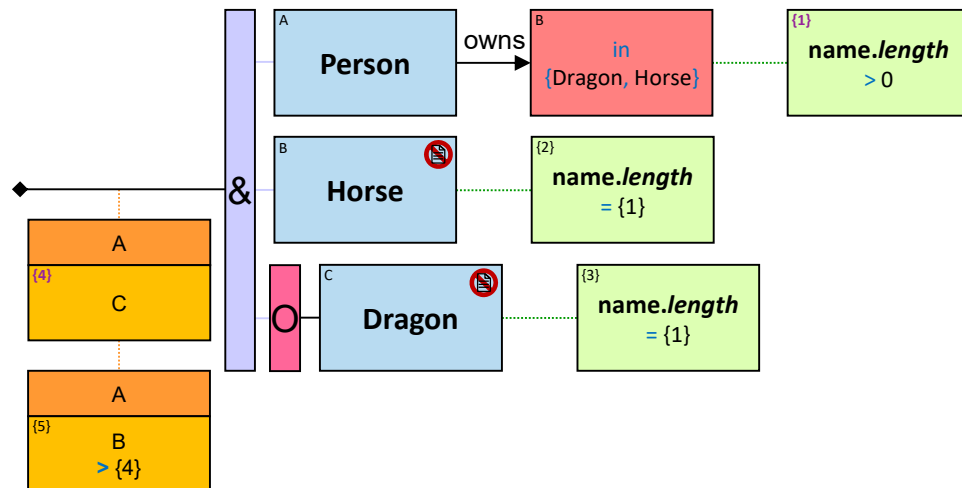 A
Person
owns
B
in
{Dragon, Horse}
{1}
name.length
> 0
&
B
Horse
{2}
name.length
= {1}
A
{4}
C
O
C
Dragon
{3}
name.length
= {1}
A
{5}
B
> {4}